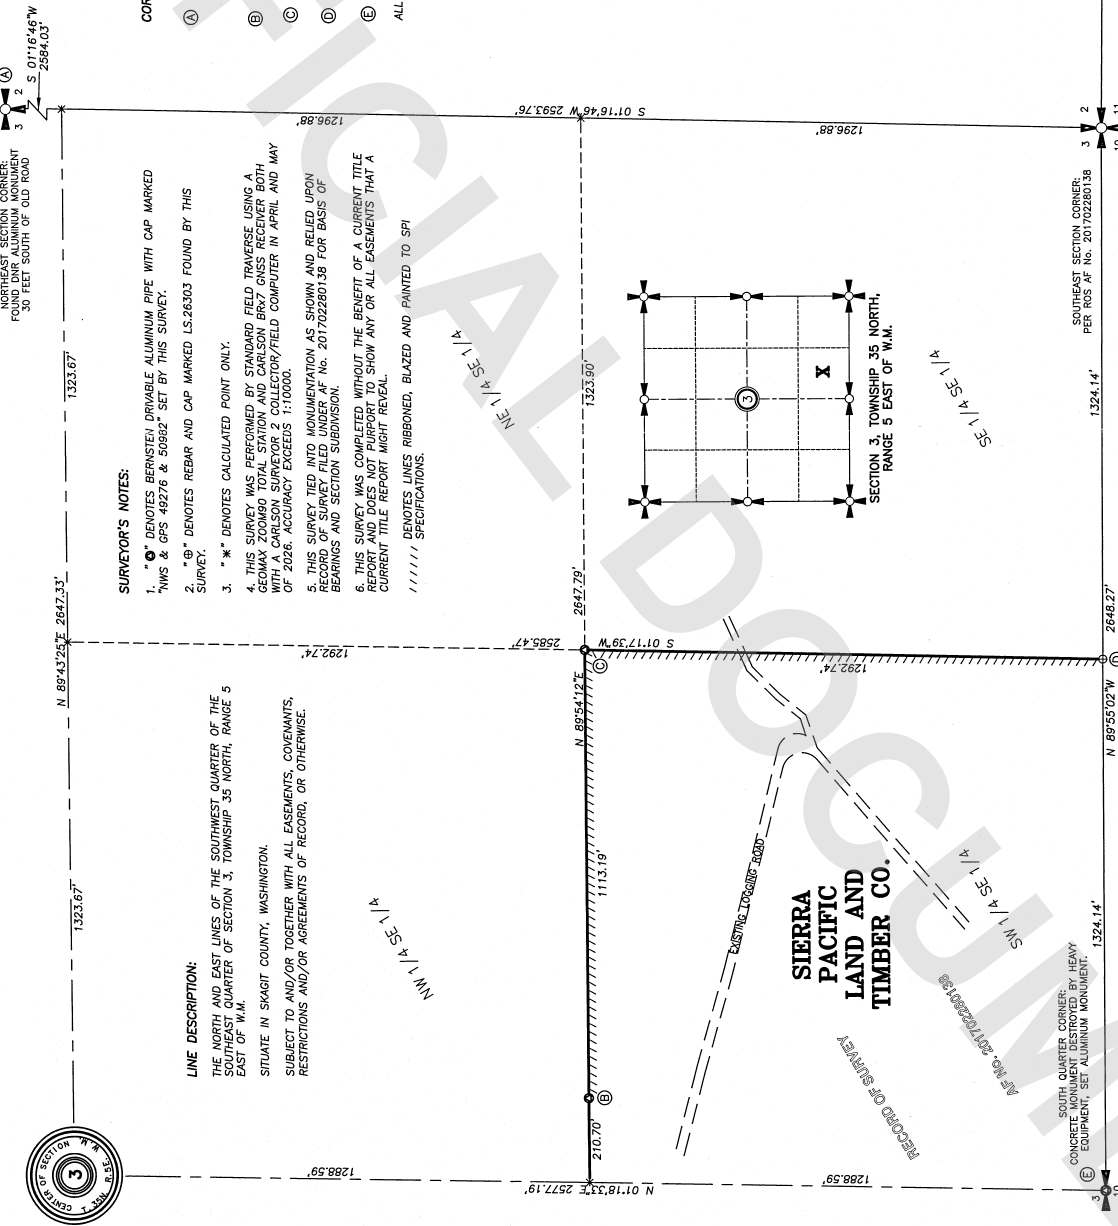 NORTHEAST SECTION CORNER:
FOUND DNR ALUMINUM MONUMENT
30 FEET SOUTH OF OLD ROAD
A
3 2
S 01°16'46"W
2584.03'
A
B
C
D
E
ALL
CENTER OF SECTION
3
T. 35N. R.5E. W.M.
N 89°43'25"E 2647.33'
1323.67'
1323.67'
LINE DESCRIPTION:
THE NORTH AND EAST LINES OF THE SOUTHWEST QUARTER OF THE
SOUTHEAST QUARTER OF SECTION 3, TOWNSHIP 35 NORTH, RANGE 5
EAST OF W.M.
SITUATE IN SKAGIT COUNTY, WASHINGTON.
SUBJECT TO AND/OR TOGETHER WITH ALL EASEMENTS, COVENANTS,
RESTRICTIONS AND/OR AGREEMENTS OF RECORD, OR OTHERWISE.
SURVEYOR'S NOTES:
1. " " DENOTES BERNSTEN DRIVABLE ALUMINUM PIPE WITH CAP MARKED
"NWS & GPS 49276 & 50982" SET BY THIS SURVEY.
2. "⊕" DENOTES REBAR AND CAP MARKED LS.26303 FOUND BY THIS
SURVEY.
3. "✳" DENOTES CALCULATED POINT ONLY.
4. THIS SURVEY WAS PERFORMED BY STANDARD FIELD TRAVERSE USING A
GEOMAX ZOOM90 TOTAL STATION AND CARLSON BRx7 GNSS RECEIVER BOTH
WITH A CARLSON SURVEYOR 2 COLLECTOR/FIELD COMPUTER IN APRIL AND MAY
OF 2026. ACCURACY EXCEEDS 1:10000.
5. THIS SURVEY TIED INTO MONUMENTATION AS SHOWN AND RELIED UPON
RECORD OF SURVEY FILED UNDER AF No. 201702280138 FOR BASIS OF
BEARINGS AND SECTION SUBDIVISION.
6. THIS SURVEY WAS COMPLETED WITHOUT THE BENEFIT OF A CURRENT TITLE
REPORT AND DOES NOT PURPORT TO SHOW ANY OR ALL EASEMENTS THAT A
CURRENT TITLE REPORT MIGHT REVEAL.
////// DENOTES LINES RIBBONED, BLAZED AND PAINTED TO SPI
SPECIFICATIONS.
NW 1/4 SE 1/4
NE 1/4 SE 1/4
1288.59'
1292.74'
2585.47'
S 01°17'39"W
1296.88'
S 01°16'46"W 2593.76'
N 01°18'33"E 2577.19'
210.70'
B
1113.19'
N 89°54'12"E
2647.79'
C
1323.90'
1288.59'
1292.74'
1296.88'
EXISTING LOGGING ROAD
SIERRA
PACIFIC
LAND AND
TIMBER CO.
RECORD OF SURVEY
AF No. 201702280138
SW 1/4 SE 1/4
SE 1/4 SE 1/4
3
X
SECTION 3, TOWNSHIP 35 NORTH,
RANGE 5 EAST OF W.M.
SOUTH QUARTER CORNER:
CONCRETE MONUMENT DESTROYED BY HEAVY
EQUIPMENT, SET ALUMINUM MONUMENT.
E
3
1324.14'
N 89°55'02"W
2648.27'
D
1324.14'
SOUTHEAST SECTION CORNER:
PER ROS AF No. 201702280138
3 2